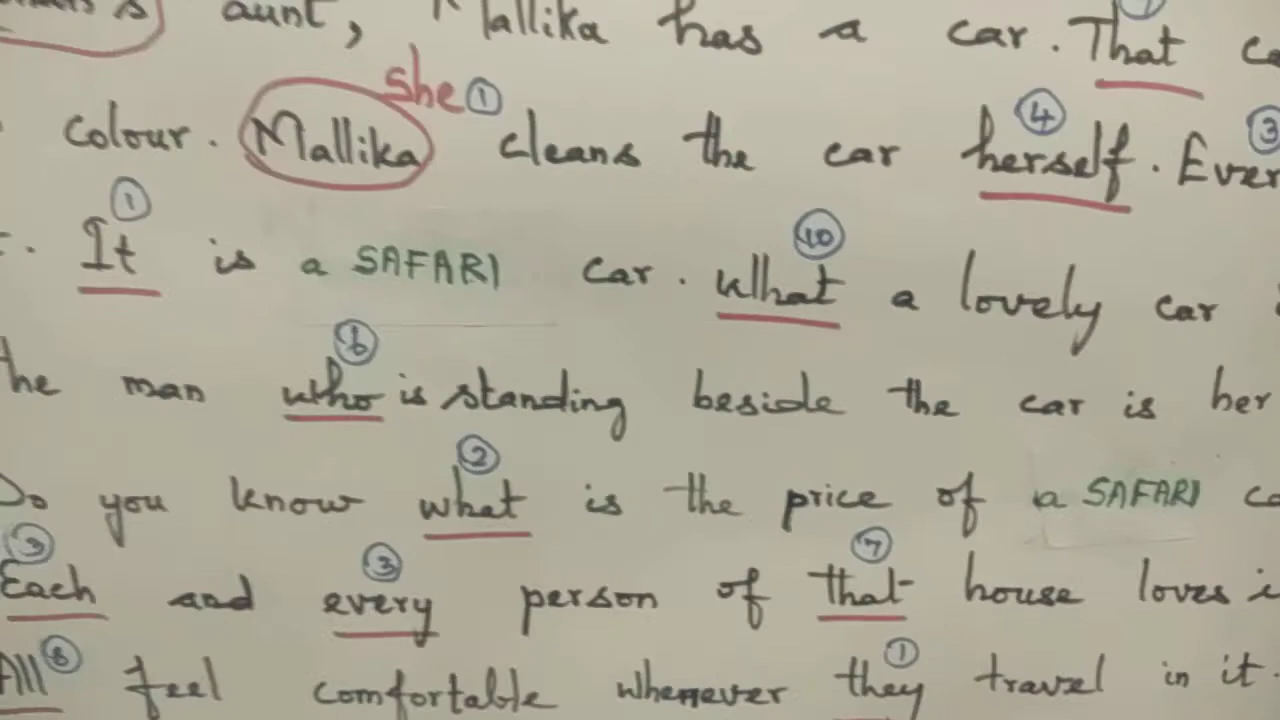 aunt, Mallika has a car. That
she ①
colour. Mallika cleans the car herself.
④ ③
① ⑩
It is a SAFARI car. What a lovely car
⑥
the man who is standing beside the car is her
②
Do you know what is the price of a SAFARI
③ ③ ⑦
Each and every person of that house loves
⑧ ①
All feel comfortable whenever they travel in it.